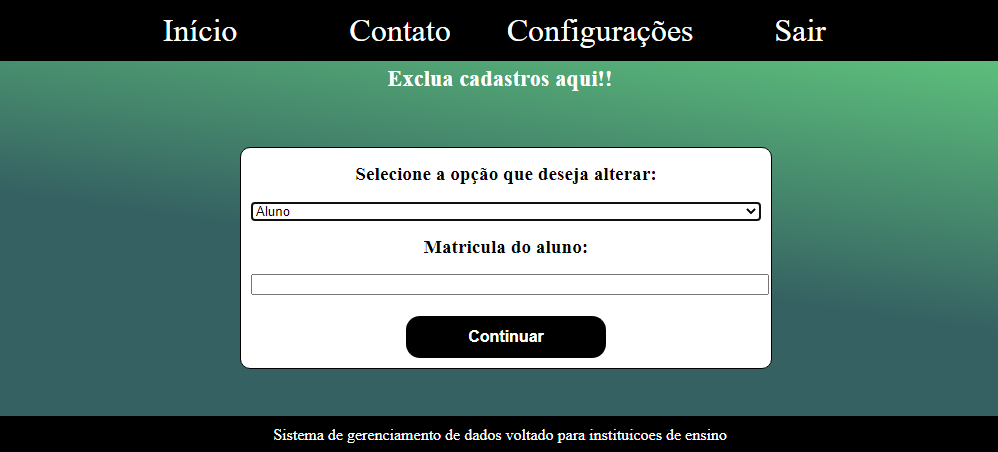 Início Contato Configurações Sair
Exclua cadastros aqui!!
Selecione a opção que deseja alterar:
Aluno
Matricula do aluno:
Continuar
Sistema de gerenciamento de dados voltado para instituicoes de ensino